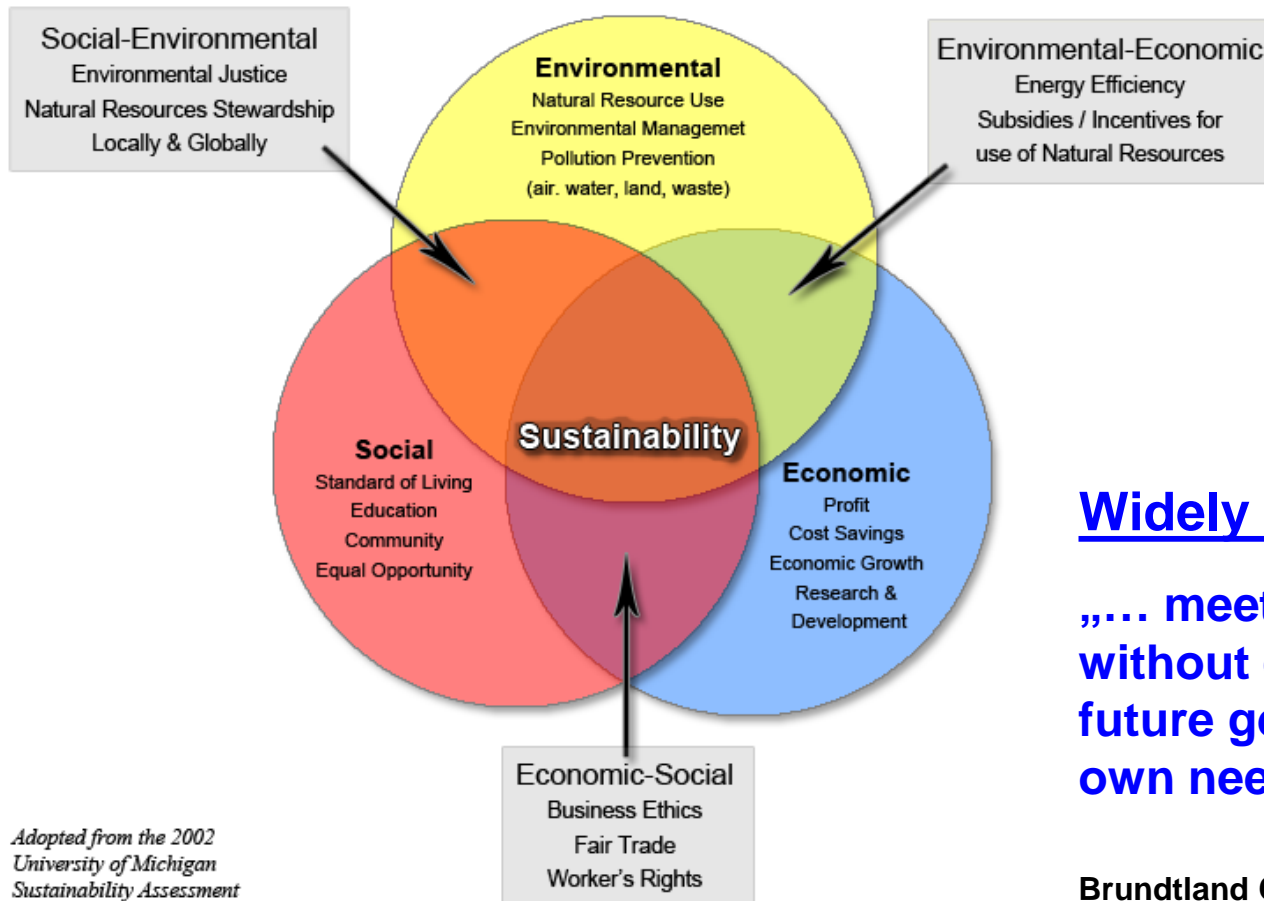 Social-Environmental
Environmental Justice
Natural Resources Stewardship
Locally & Globally
Environmental
Natural Resource Use
Environmental Managemet
Pollution Prevention
(air. water, land, waste)
Environmental-Economic
Energy Efficiency
Subsidies / Incentives for
use of Natural Resources
Sustainability
Social
Standard of Living
Education
Community
Equal Opportunity
Economic
Profit
Cost Savings
Economic Growth
Research &
Development
Economic-Social
Business Ethics
Fair Trade
Worker's Rights
Adopted from the 2002
University of Michigan
Sustainability Assessment
Widely
„… meet
without
future
own
Brundtland